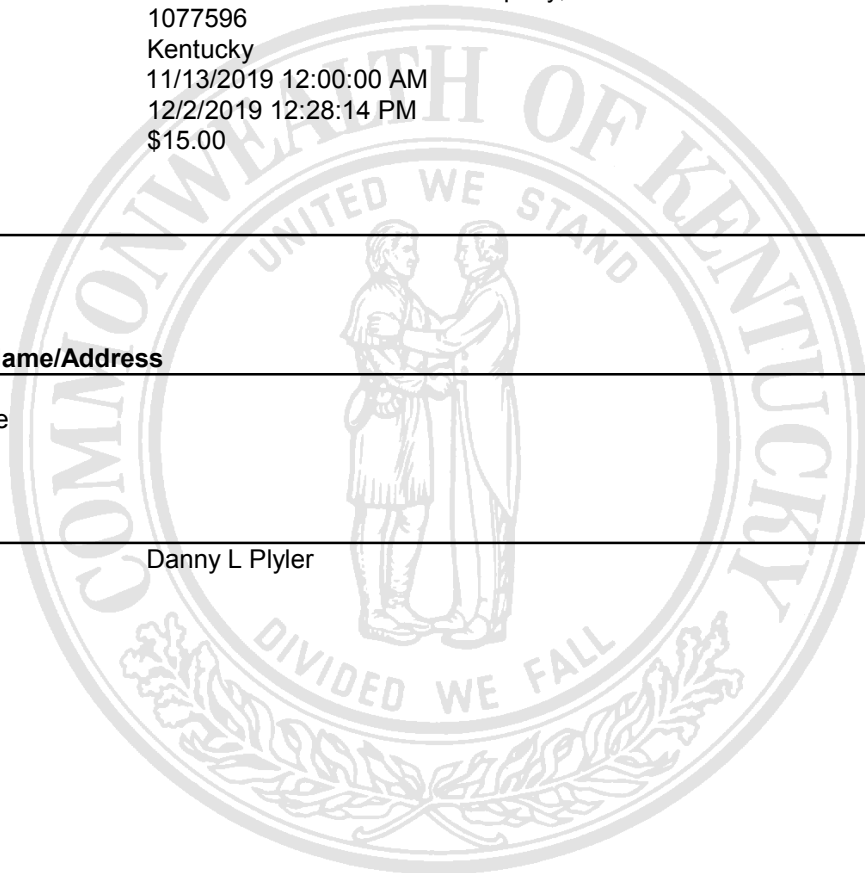 1077596
Kentucky
11/13/2019 12:00:00 AM
12/2/2019 12:28:14 PM
$15.00
COMMONWEALTH OF KENTUCKY
UNITED WE STAND
ame/Address
e
Danny L Plyler
DIVIDED WE FALL